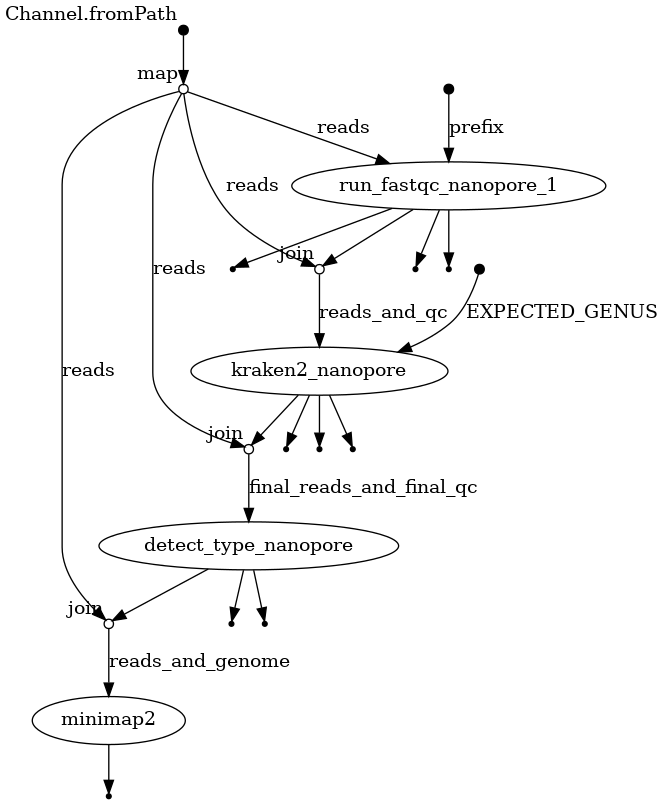 Channel.fromPath
map
reads
prefix
run_fastqc_nanopore_1
reads
join
reads
reads_and_qc
EXPECTED_GENUS
reads
kraken2_nanopore
join
final_reads_and_final_qc
detect_type_nanopore
join
reads_and_genome
minimap2